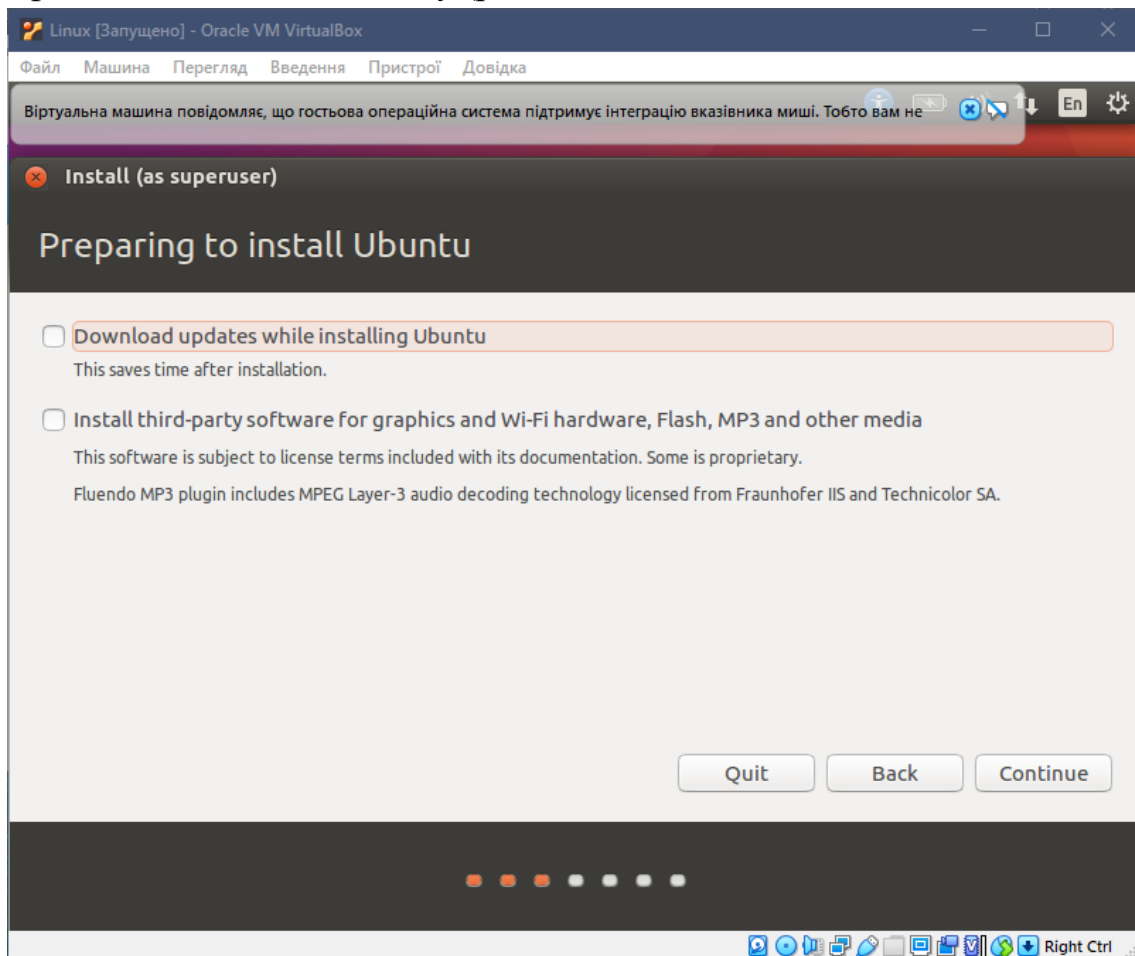 Linux [Запущено] - Oracle VM VirtualBox
Файл Машина Перегляд Введення Пристрої Довідка
Віртуальна машина повідомляє, що гостьова операційна система підтримує інтеграцію вказівника миші. Тобто вам не
En
Install (as superuser)
Preparing to install Ubuntu
Download updates while installing Ubuntu
This saves time after installation.
Install third-party software for graphics and Wi-Fi hardware, Flash, MP3 and other media
This software is subject to license terms included with its documentation. Some is proprietary.
Fluendo MP3 plugin includes MPEG Layer-3 audio decoding technology licensed from Fraunhofer IIS and Technicolor SA.
Quit Back Continue
Right Ctrl